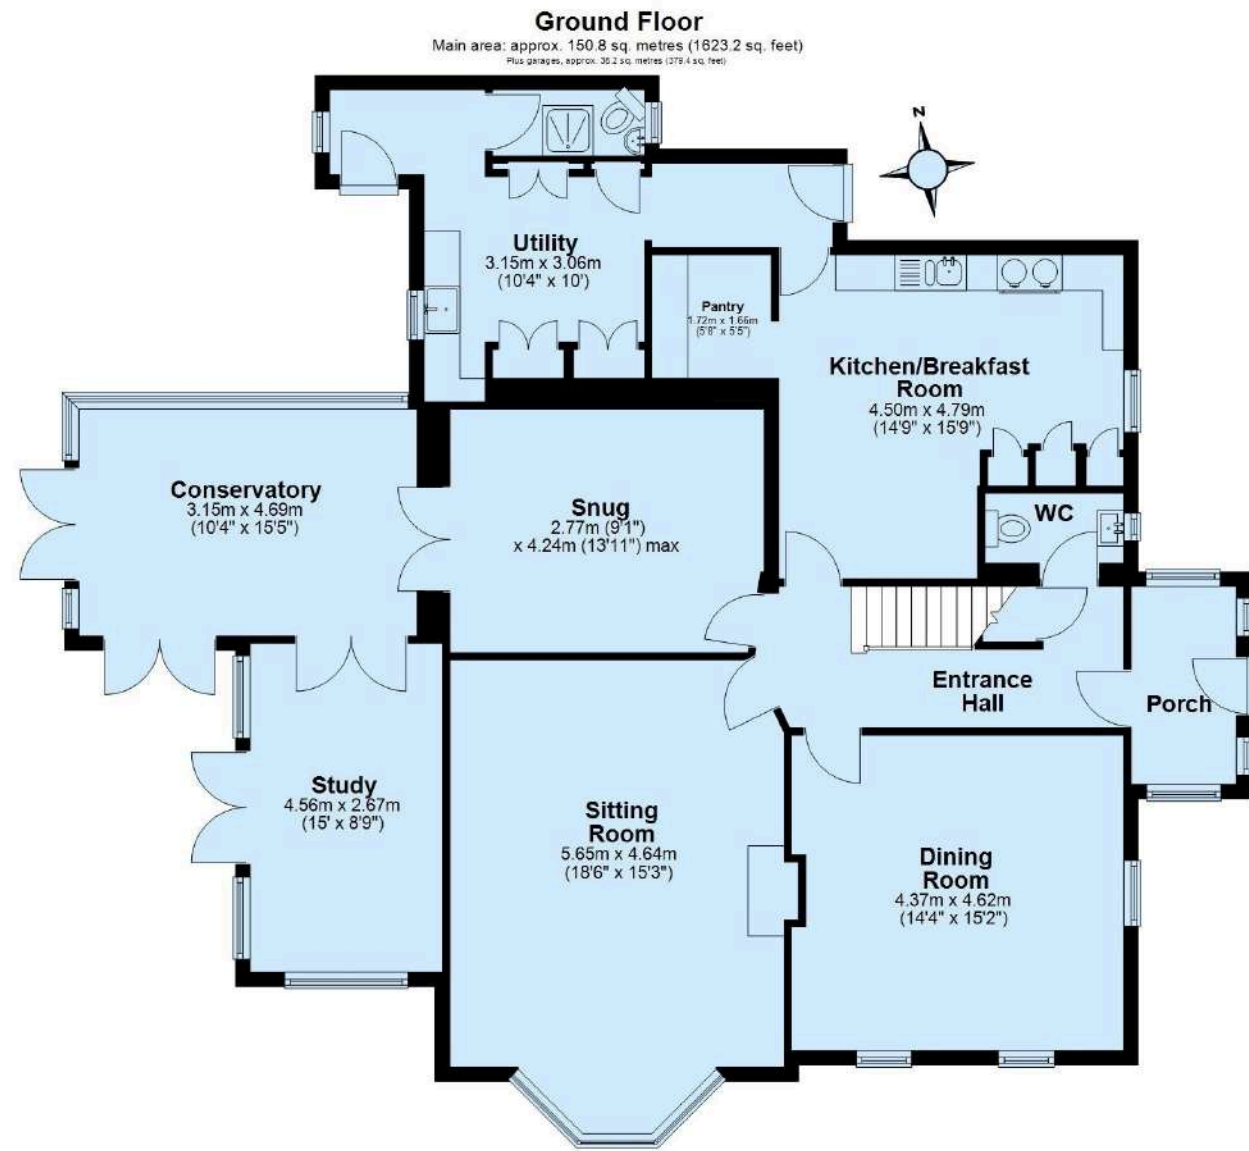 Ground Floor
Main area: approx. 150.8 sq. metres (1623.2 sq. feet)
Plus garages, approx. 35.2 sq. metres (379.4 sq. feet)
N
Utility
3.15m x 3.06m
(10'4" x 10')
Pantry
1.72m x 1.66m
(5'8" x 5'5")
Kitchen/Breakfast
Room
4.50m x 4.79m
(14'9" x 15'9")
Conservatory
3.15m x 4.69m
(10'4" x 15'5")
Snug
2.77m (9'1")
x 4.24m (13'11") max
WC
Entrance
Hall
Porch
Study
4.56m x 2.67m
(15' x 8'9")
Sitting
Room
5.65m x 4.64m
(18'6" x 15'3")
Dining
Room
4.37m x 4.62m
(14'4" x 15'2")